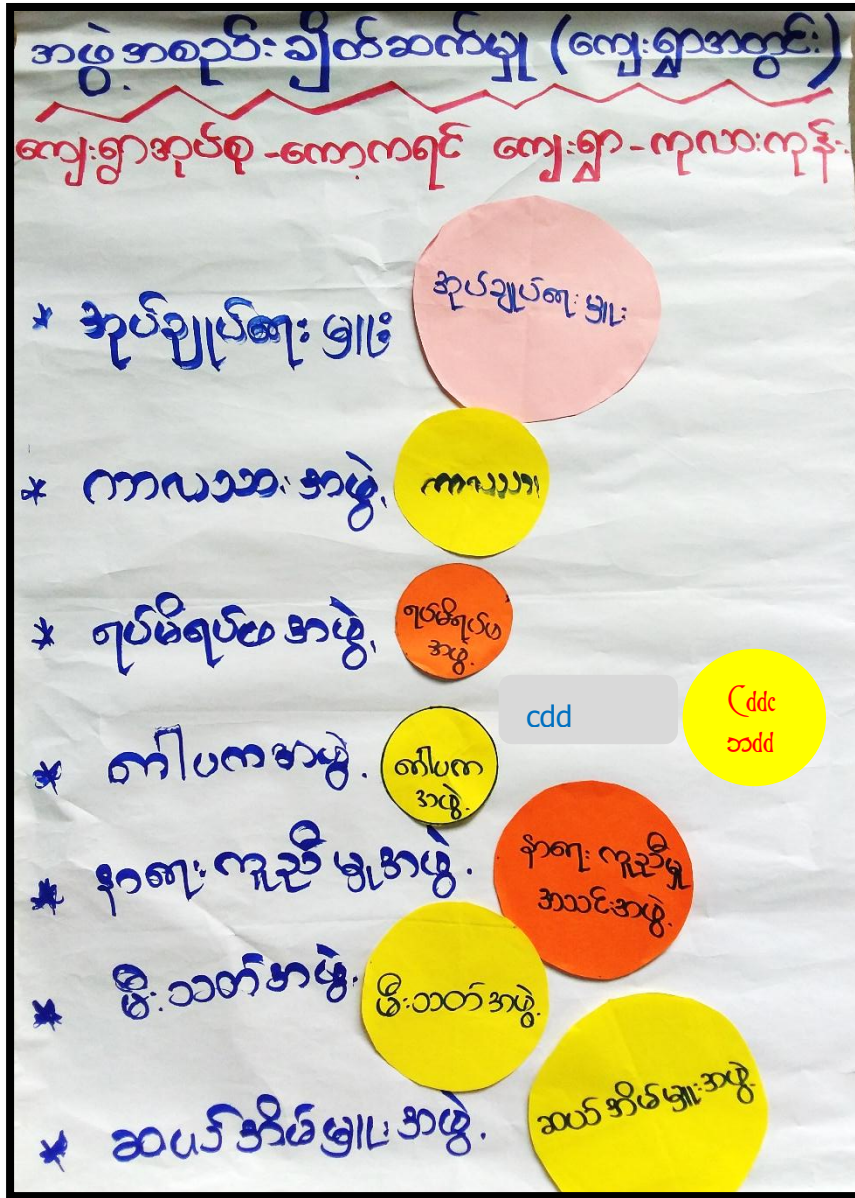 အဖွဲ့အစည်းချိတ်ဆက်မှု (ကျေးရွာအတွင်း)
ကျေးရွာအုပ်စု - ကော့ကရင် ကျေးရွာ - ကုလားကုန်း
* အုပ်ချုပ်ရေးမှူး
အုပ်ချုပ်ရေးမှူး
* ကာလသားအဖွဲ့
ကာလသား
* ရပ်မိရပ်ဖအဖွဲ့
ရပ်မိရပ်ဖ
အဖွဲ့
cdd
Cddc
ဘdd
* ဂေါပကအဖွဲ့
ဂေါပက
အဖွဲ့
* နာရေးကူညီမှုအဖွဲ့
နာရေးကူညီမှု
အသင်းအဖွဲ့
* မီးသတ်အဖွဲ့
မီးသတ်အဖွဲ့
* ဆယ်အိမ်မှူးအဖွဲ့
ဆယ်အိမ်မှူးအဖွဲ့